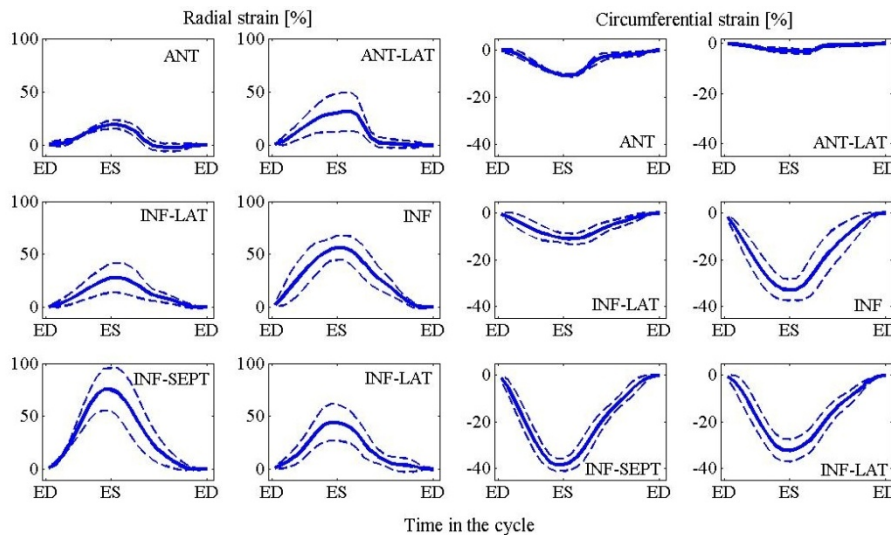 Radial strain [%] Circumferential strain [%]
100 ANT 100 ANT-LAT 0 0
50 50 -20 -20
0 0 -40 ANT -40 ANT-LAT
ED ES ED ED ES ED ED ES ED ED ES ED
100 INF-LAT 100 INF 0 0
50 50 -20 -20
0 0 -40 INF-LAT -40 INF
ED ES ED ED ES ED ED ES ED ED ES ED
100 INF-SEPT 100 INF-LAT 0 0
50 50 -20 -20
0 0 -40 INF-SEPT -40 INF-LAT
ED ES ED ED ES ED ED ES ED ED ES ED
Time in the cycle